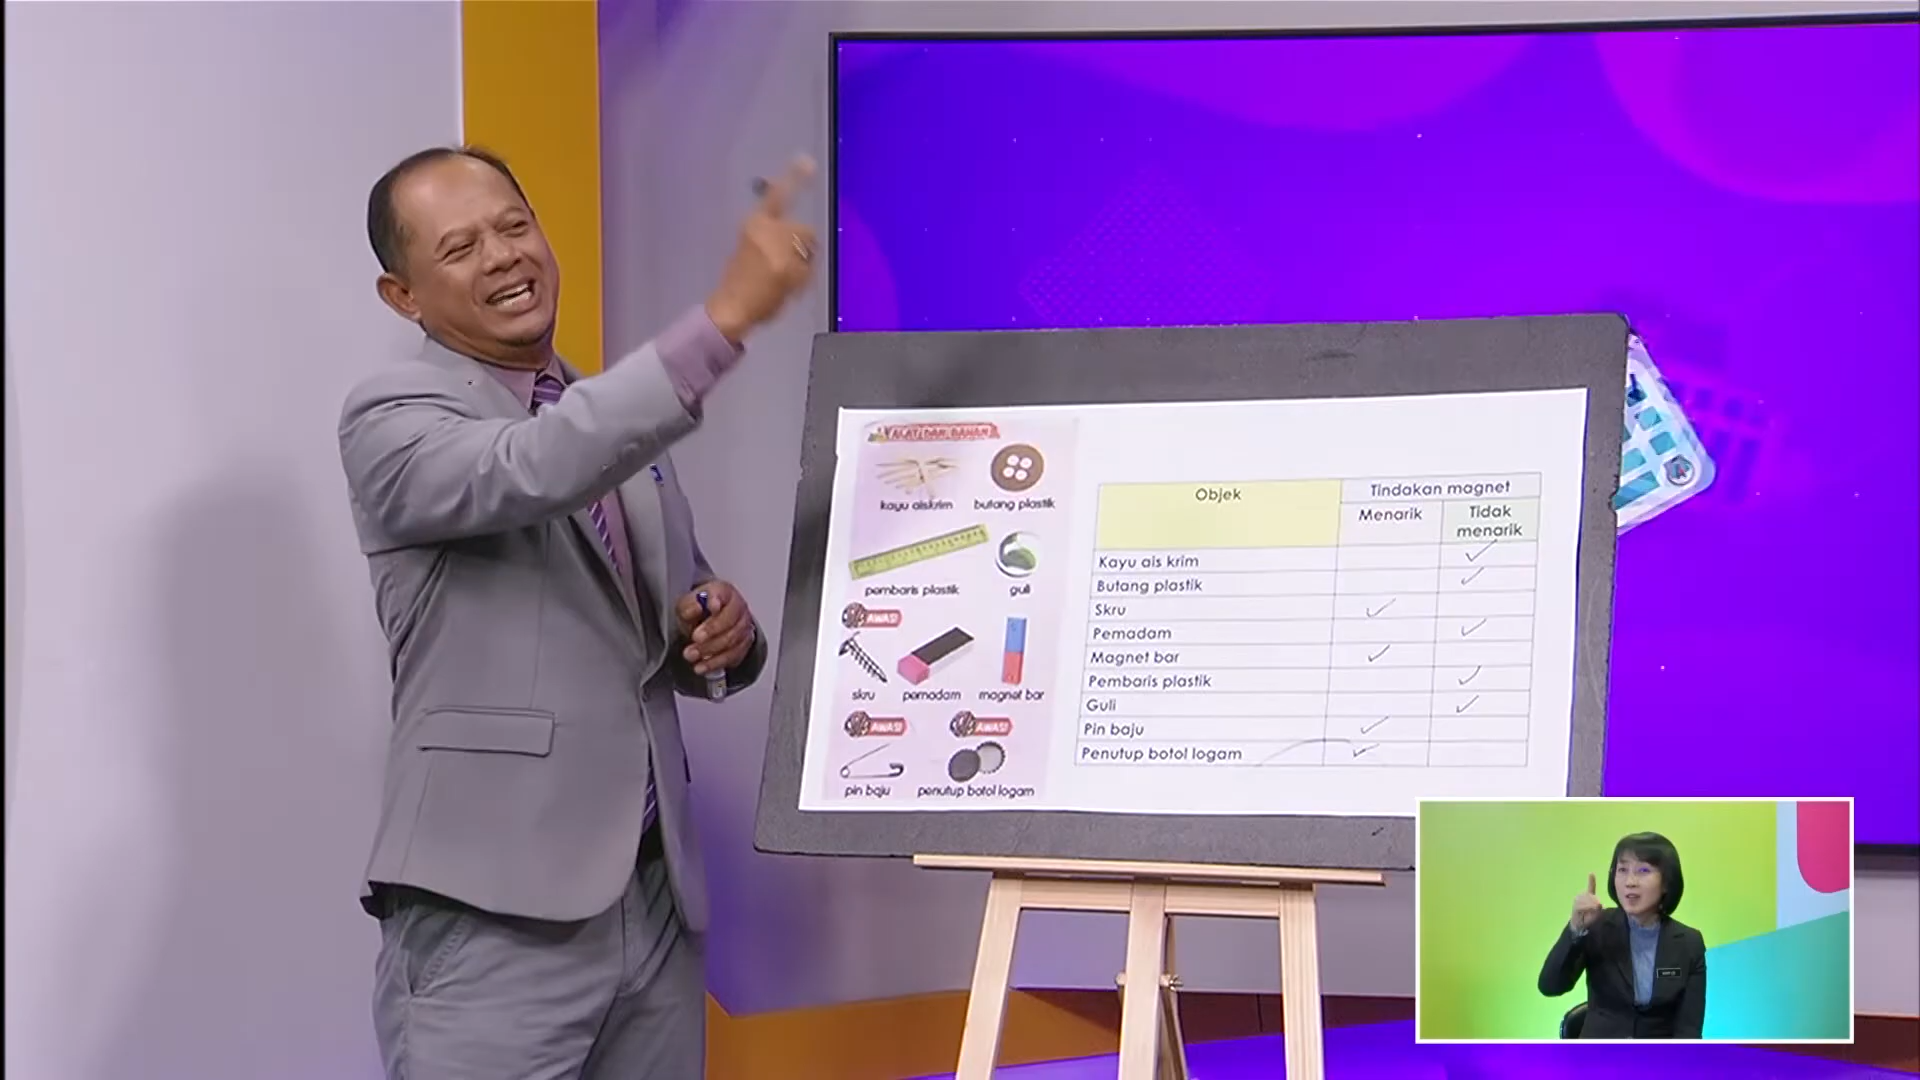 ALAT DAN BAHAN
kayu aiskrim
butang plastik
pembaris plastik
guli
AWAS!
skru
pemadam
magnet bar
AWAS!
AWAS!
pin baju
penutup botol logam
Objek
Tindakan magnet
Menarik
Tidak
menarik
Kayu ais krim
Butang plastik
Skru
Pemadam
Magnet bar
Pembaris plastik
Guli
Pin baju
Penutup botol logam